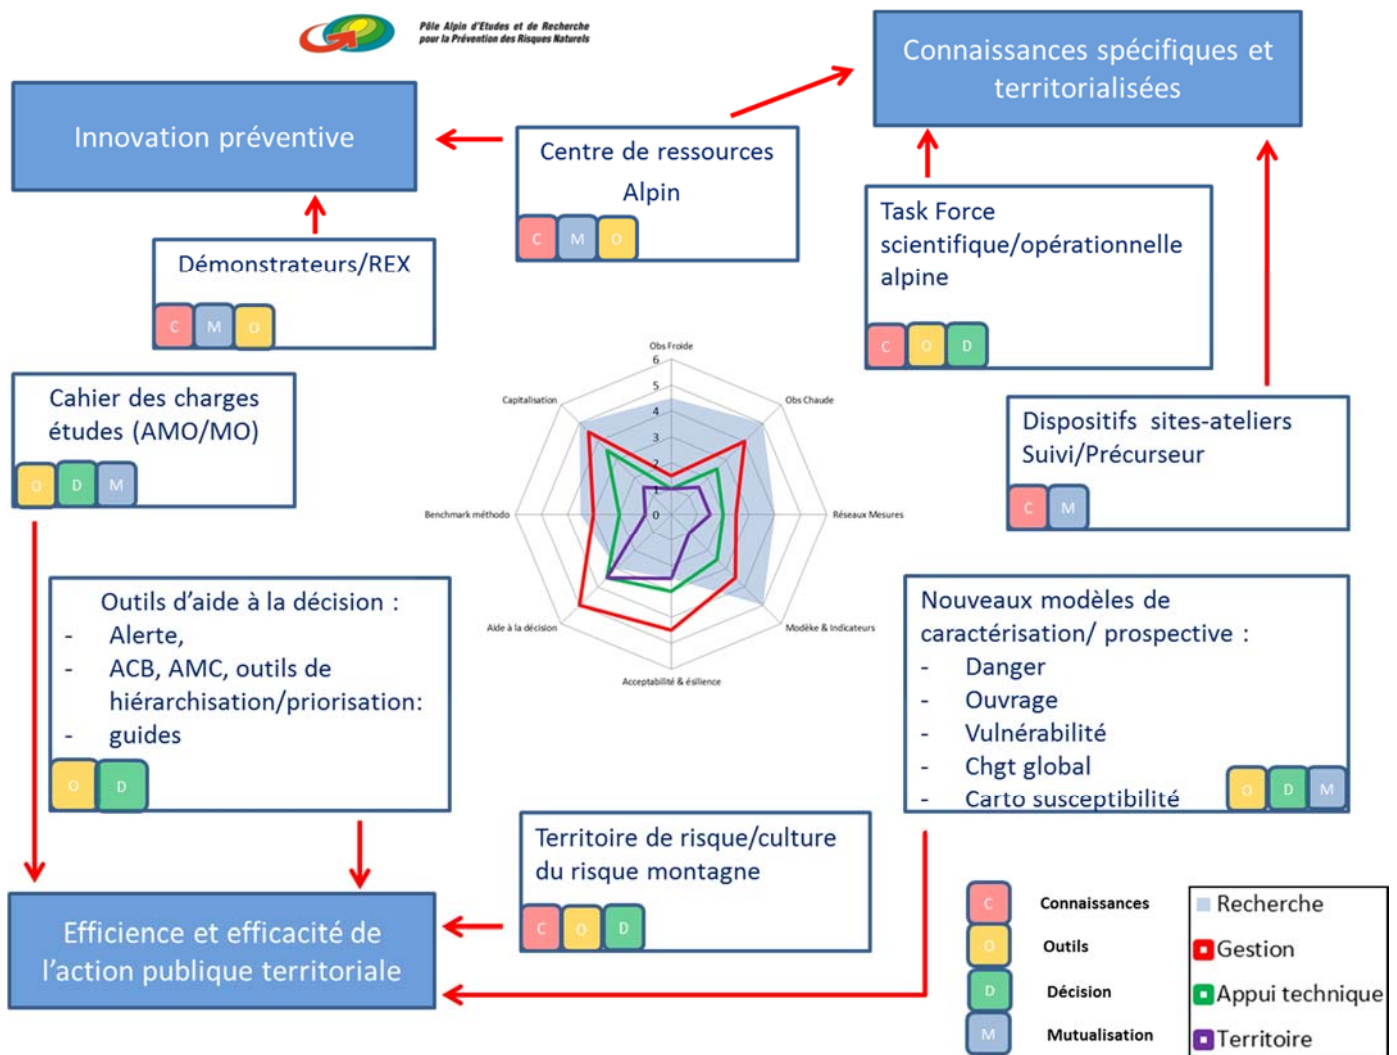 Pôle Alpin d'Etudes et de Recherche
pour la Prévention des Risques Naturels
Connaissances spécifiques et
territorialisées
Innovation préventive
Centre de ressources
Alpin
C M O
Task Force
scientifique/opérationnelle
alpine
C O D
Démonstrateurs/REX
C M O
Cahier des charges
études (AMO/MO)
O D M
Obs Froide
Obs Chaude
Réseaux Mesures
Modèke & Indicateurs
Acceptabilité & ésilience
Aide à la décision
Benchmark méthodo
Capitalisation
6
5
4
3
2
1
0
Dispositifs sites-ateliers
Suivi/Précurseur
C M
Outils d'aide à la décision :
- Alerte,
- ACB, AMC, outils de
hiérarchisation/priorisation:
- guides
O D
Nouveaux modèles de
caractérisation/ prospective :
- Danger
- Ouvrage
- Vulnérabilité
- Chgt global
- Carto susceptibilité
O D M
Territoire de risque/culture
du risque montagne
C O D
Efficience et efficacité de
l'action publique territoriale
C Connaissances
O Outils
D Décision
M Mutualisation
Recherche
Gestion
Appui technique
Territoire